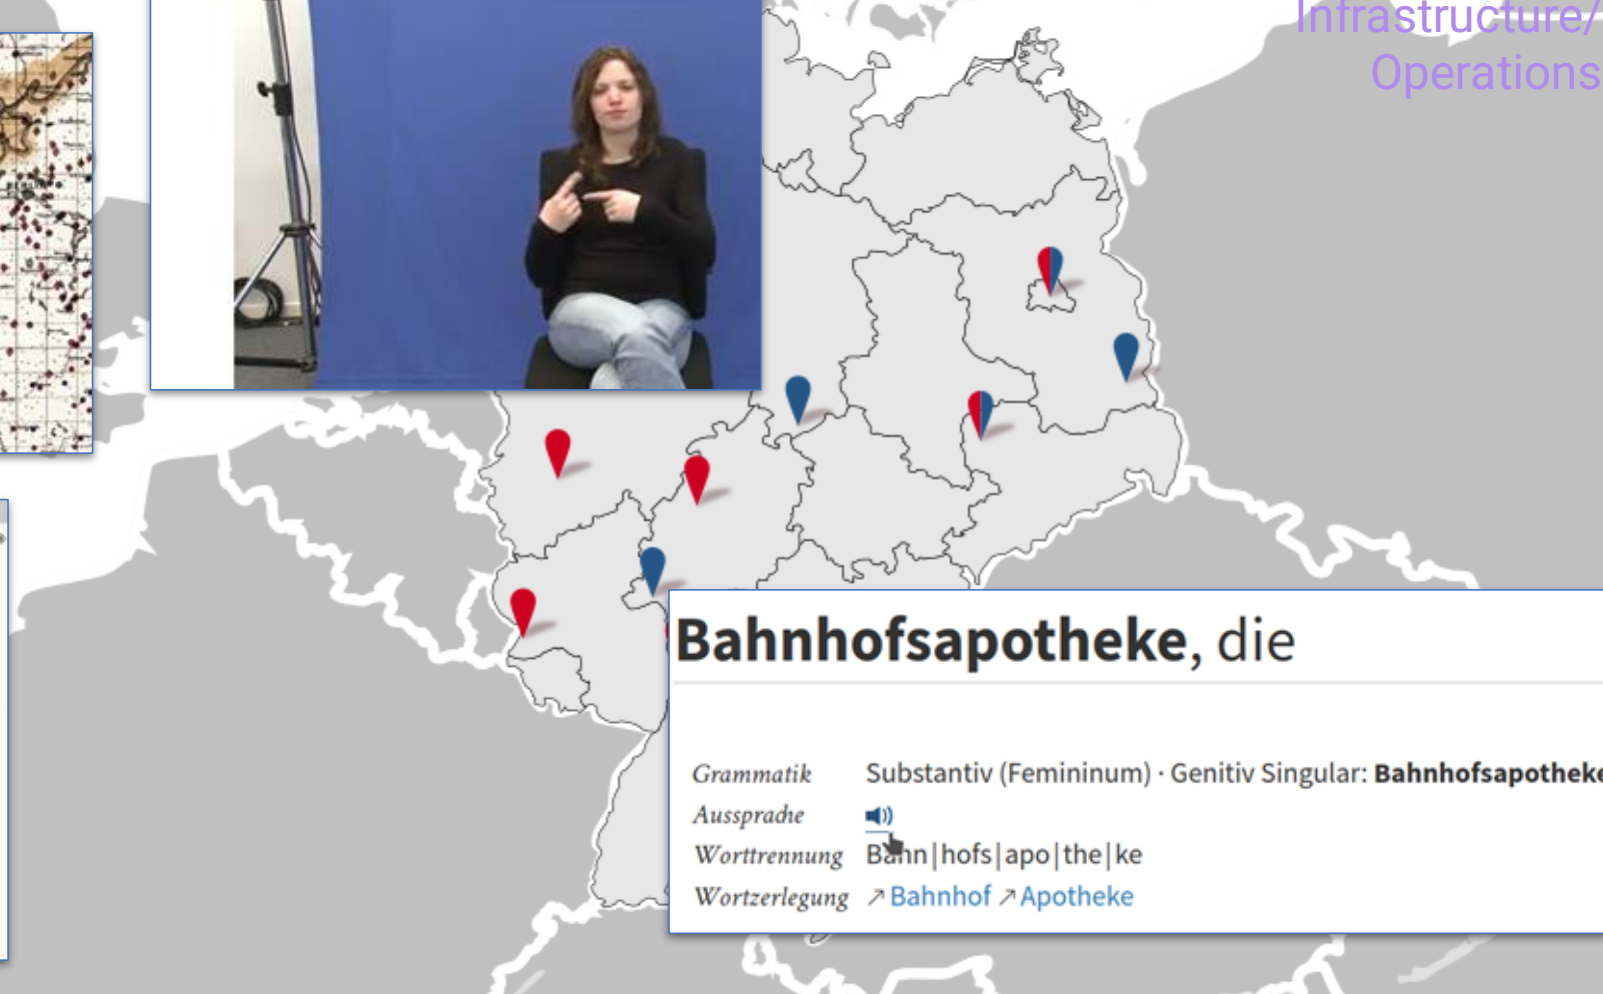 Infrastructure/
Operations
Bahnhofsapotheke, die
Grammatik Substantiv (Femininum) · Genitiv Singular: Bahnhofsapotheke
Aussprache
Worttrennung Bahn|hofs|apo|the|ke
Wortzerlegung ↗ Bahnhof ↗ Apotheke